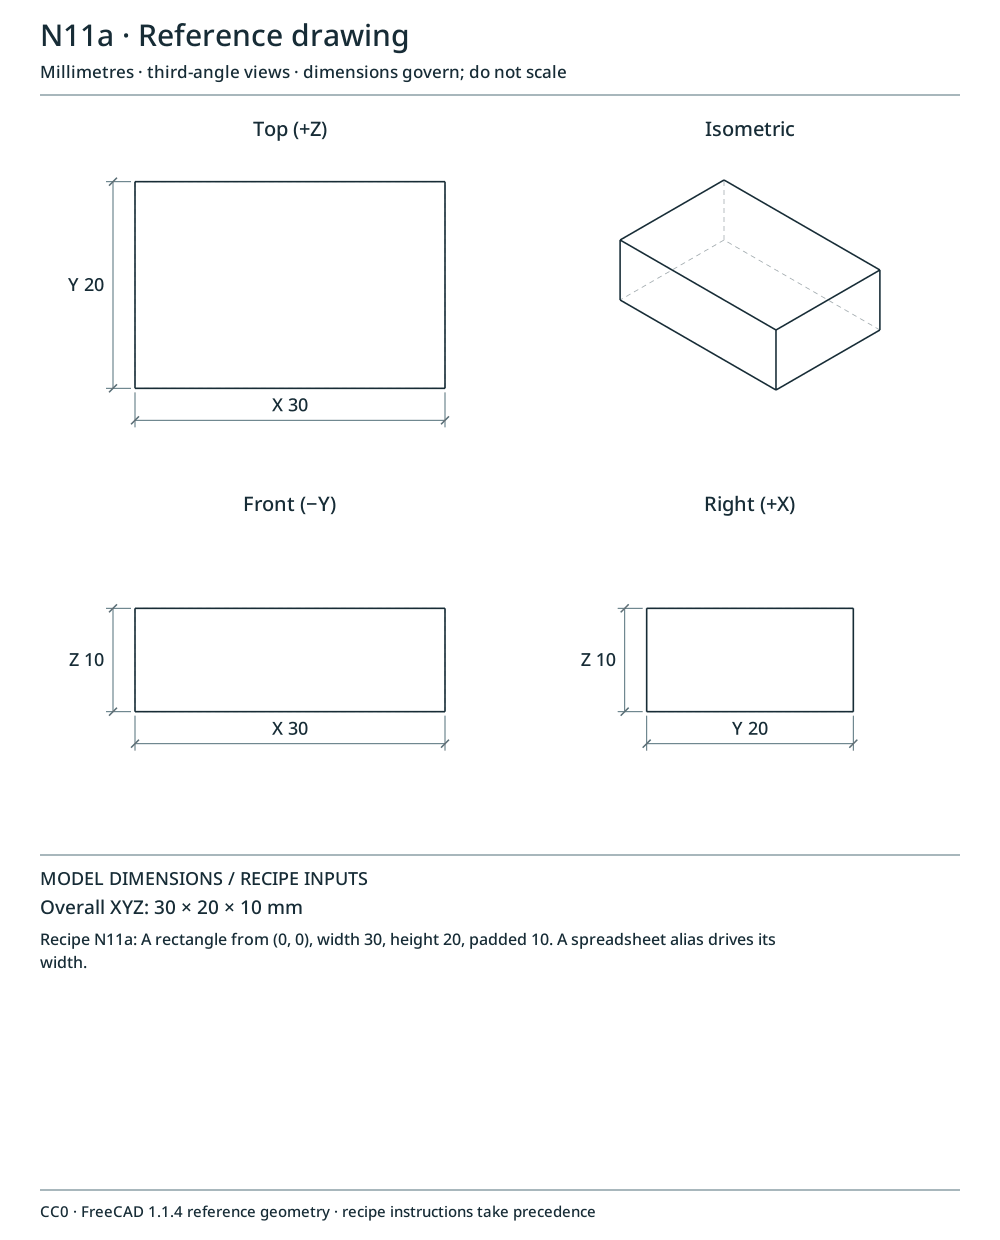 N11a · Reference drawing
Millimetres · third-angle views · dimensions govern; do not scale
Top (+Z)
Isometric
Y 20
X 30
Front (−Y)
Right (+X)
Z 10
Z 10
X 30
Y 20
MODEL DIMENSIONS / RECIPE INPUTS
Overall XYZ: 30 × 20 × 10 mm
Recipe N11a: A rectangle from (0, 0), width 30, height 20, padded 10. A spreadsheet alias drives its
width.
CC0 · FreeCAD 1.1.4 reference geometry · recipe instructions take precedence